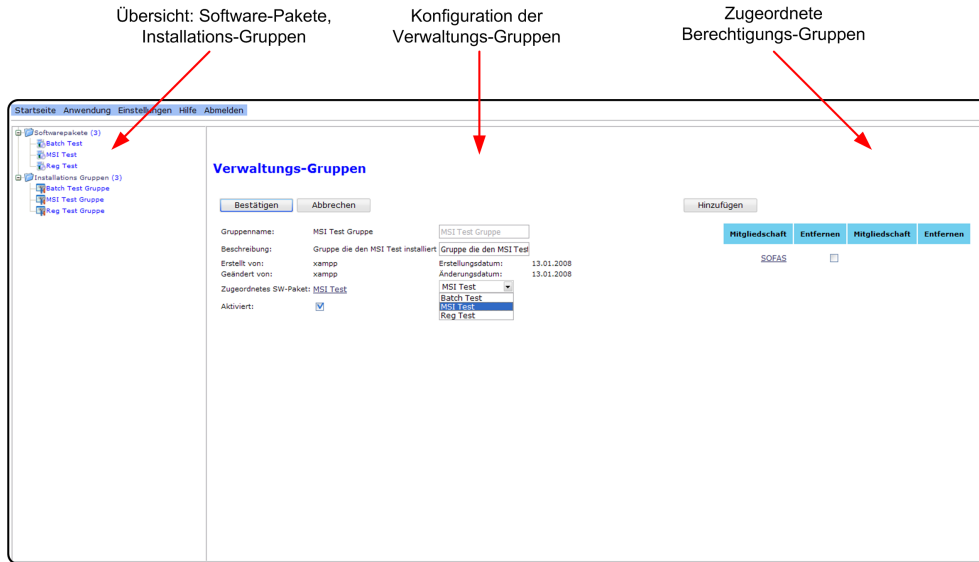 Übersicht: Software-Pakete,
Installations-Gruppen
Konfiguration der
Verwaltungs-Gruppen
Zugeordnete
Berechtigungs-Gruppen
Startseite Anwendung Einstellungen Hilfe Abmelden
Softwarepakete (3)
Batch Test
MSI Test
Reg Test
Installations Gruppen (3)
Batch Test Gruppe
MSI Test Gruppe
Reg Test Gruppe
Verwaltungs-Gruppen
Bestätigen Abbrechen Hinzufügen
Gruppenname: MSI Test Gruppe MSI Test Gruppe
Beschreibung: Gruppe die den MSI Test installiert Gruppe die den MSI Test
Erstellt von: xampp Erstellungsdatum: 13.01.2008
Geändert von: xampp Änderungsdatum: 13.01.2008
Zugeordnetes SW-Paket: MSI Test MSI Test
Batch Test
MSI Test
Reg Test
Aktiviert:
Mitgliedschaft Entfernen Mitgliedschaft Entfernen
SOFAS